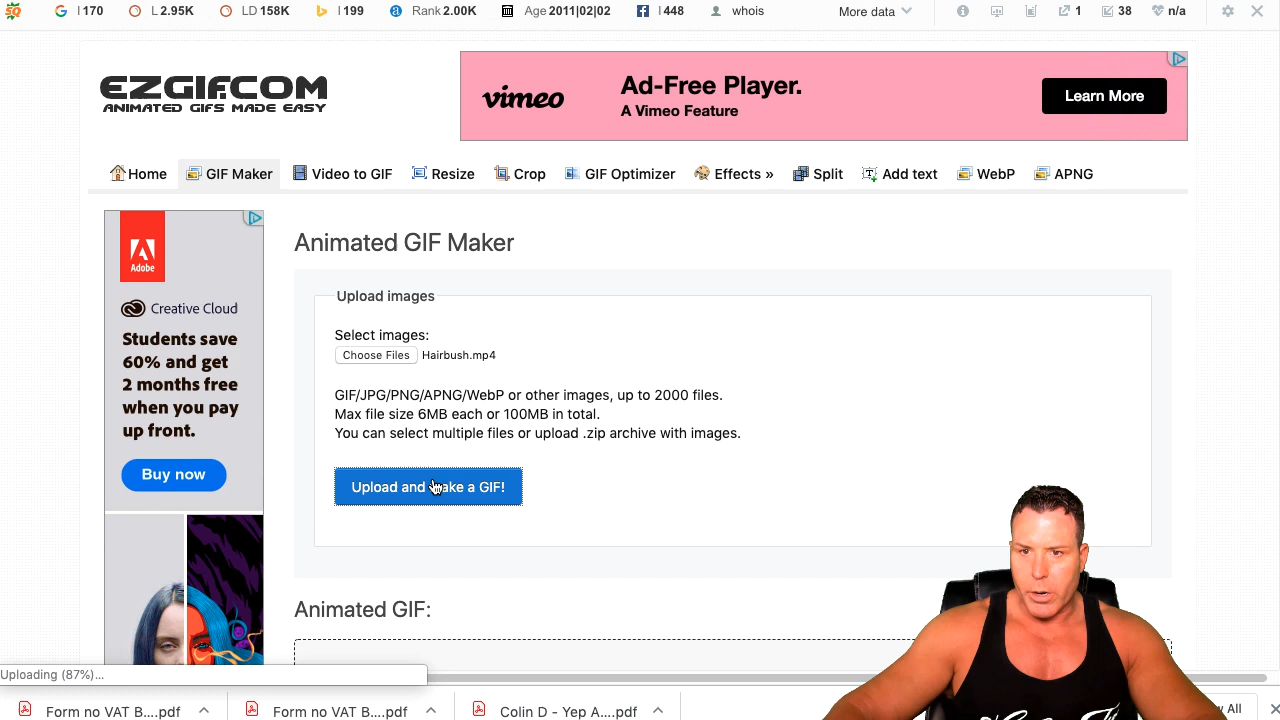 SQ
I 170
L 2.95K
LD 158K
I 199
Rank 2.00K
Age 2011|02|02
I 448
whois
More data
1
38
n/a
EZGIF.COM
ANIMATED GIFS MADE EASY
vimeo
Ad-Free Player.
A Vimeo Feature
Learn More
Home
GIF Maker
Video to GIF
Resize
Crop
GIF Optimizer
Effects »
Split
Add text
WebP
APNG
Adobe
Creative Cloud
Students save
60% and get
2 months free
when you pay
up front.
Buy now
Animated GIF Maker
Upload images
Select images:
Choose Files Hairbush.mp4
GIF/JPG/PNG/APNG/WebP or other images, up to 2000 files.
Max file size 6MB each or 100MB in total.
You can select multiple files or upload .zip archive with images.
Upload and make a GIF!
Animated GIF:
Uploading (87%)...
Form no VAT B....pdf
Form no VAT B....pdf
Colin D - Yep A....pdf
All